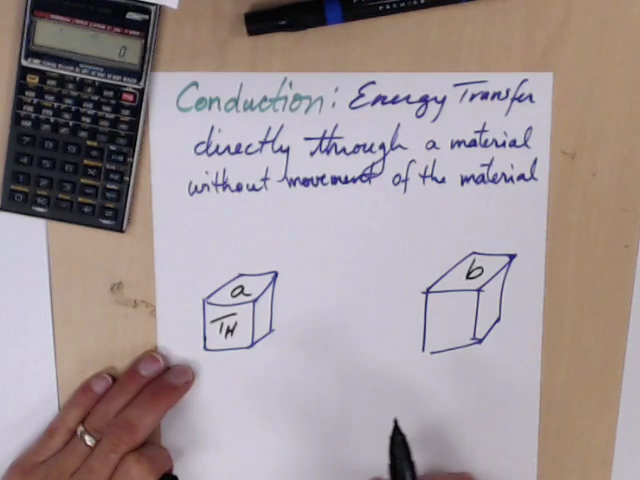 Conduction: Energy Transfer
directly through a material
without movement of the material
a
b
TH
0